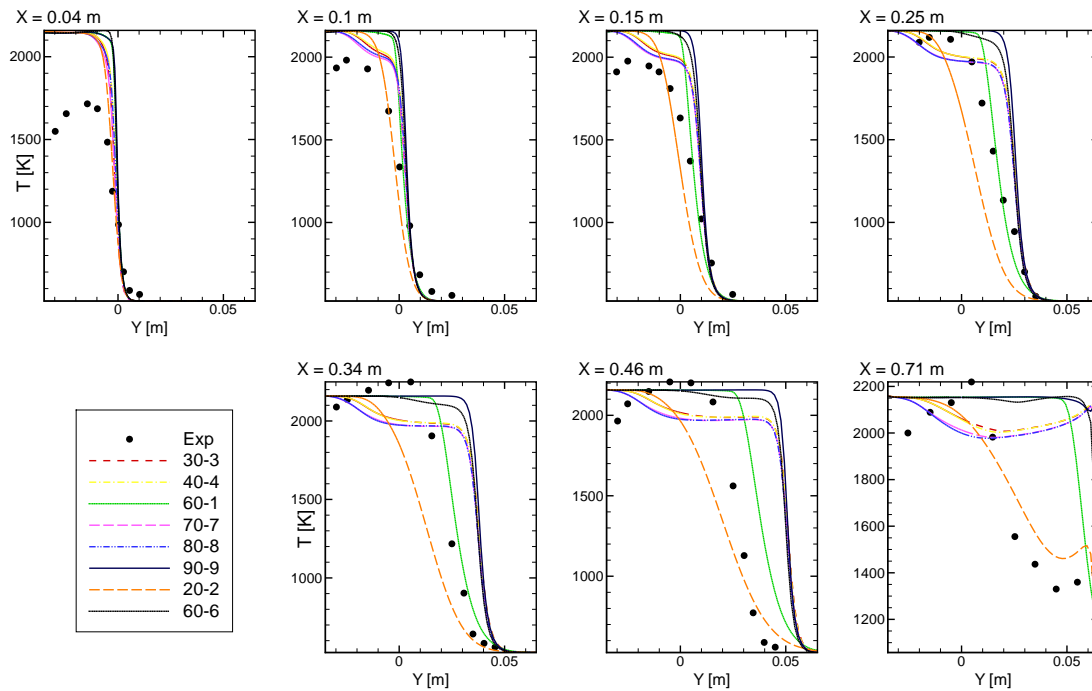 X = 0.04 m
T [K]
2000
1500
1000
0
0.05
Y [m]
X = 0.1 m
2000
1500
1000
0
0.05
Y [m]
X = 0.15 m
2000
1500
1000
0
0.05
Y [m]
X = 0.25 m
2000
1500
1000
0
0.05
Y [m]
Exp
30-3
40-4
60-1
70-7
80-8
90-9
20-2
60-6
X = 0.34 m
T [K]
2000
1500
1000
0
0.05
Y [m]
X = 0.46 m
2000
1500
1000
0
0.05
Y [m]
X = 0.71 m
2200
2000
1800
1600
1400
1200
0
0.05
Y [m]